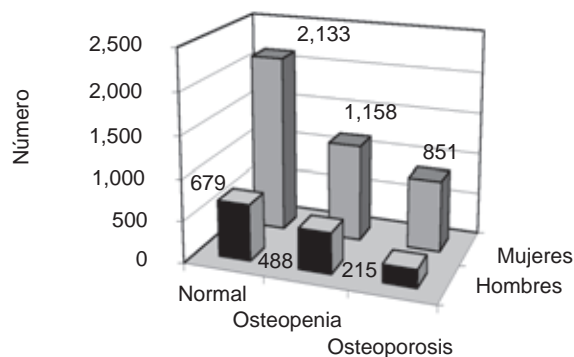 Número
2,500
2,000
1,500
1,000
500
0
2,133
1,158
851
679
488
215
Mujeres
Hombres
Normal
Osteopenia
Osteoporosis